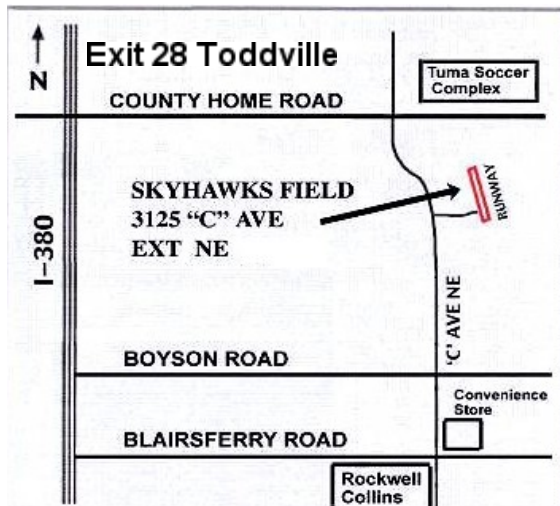 Exit 28 Toddville
N
Tuma Soccer
Complex
COUNTY HOME ROAD
SKYHAWKS FIELD
3125 “C” AVE
EXT NE
RUNWAY
I-380
'C' AVE NE
BOYSON ROAD
Convenience
Store
BLAIRSFERRY ROAD
Rockwell
Collins